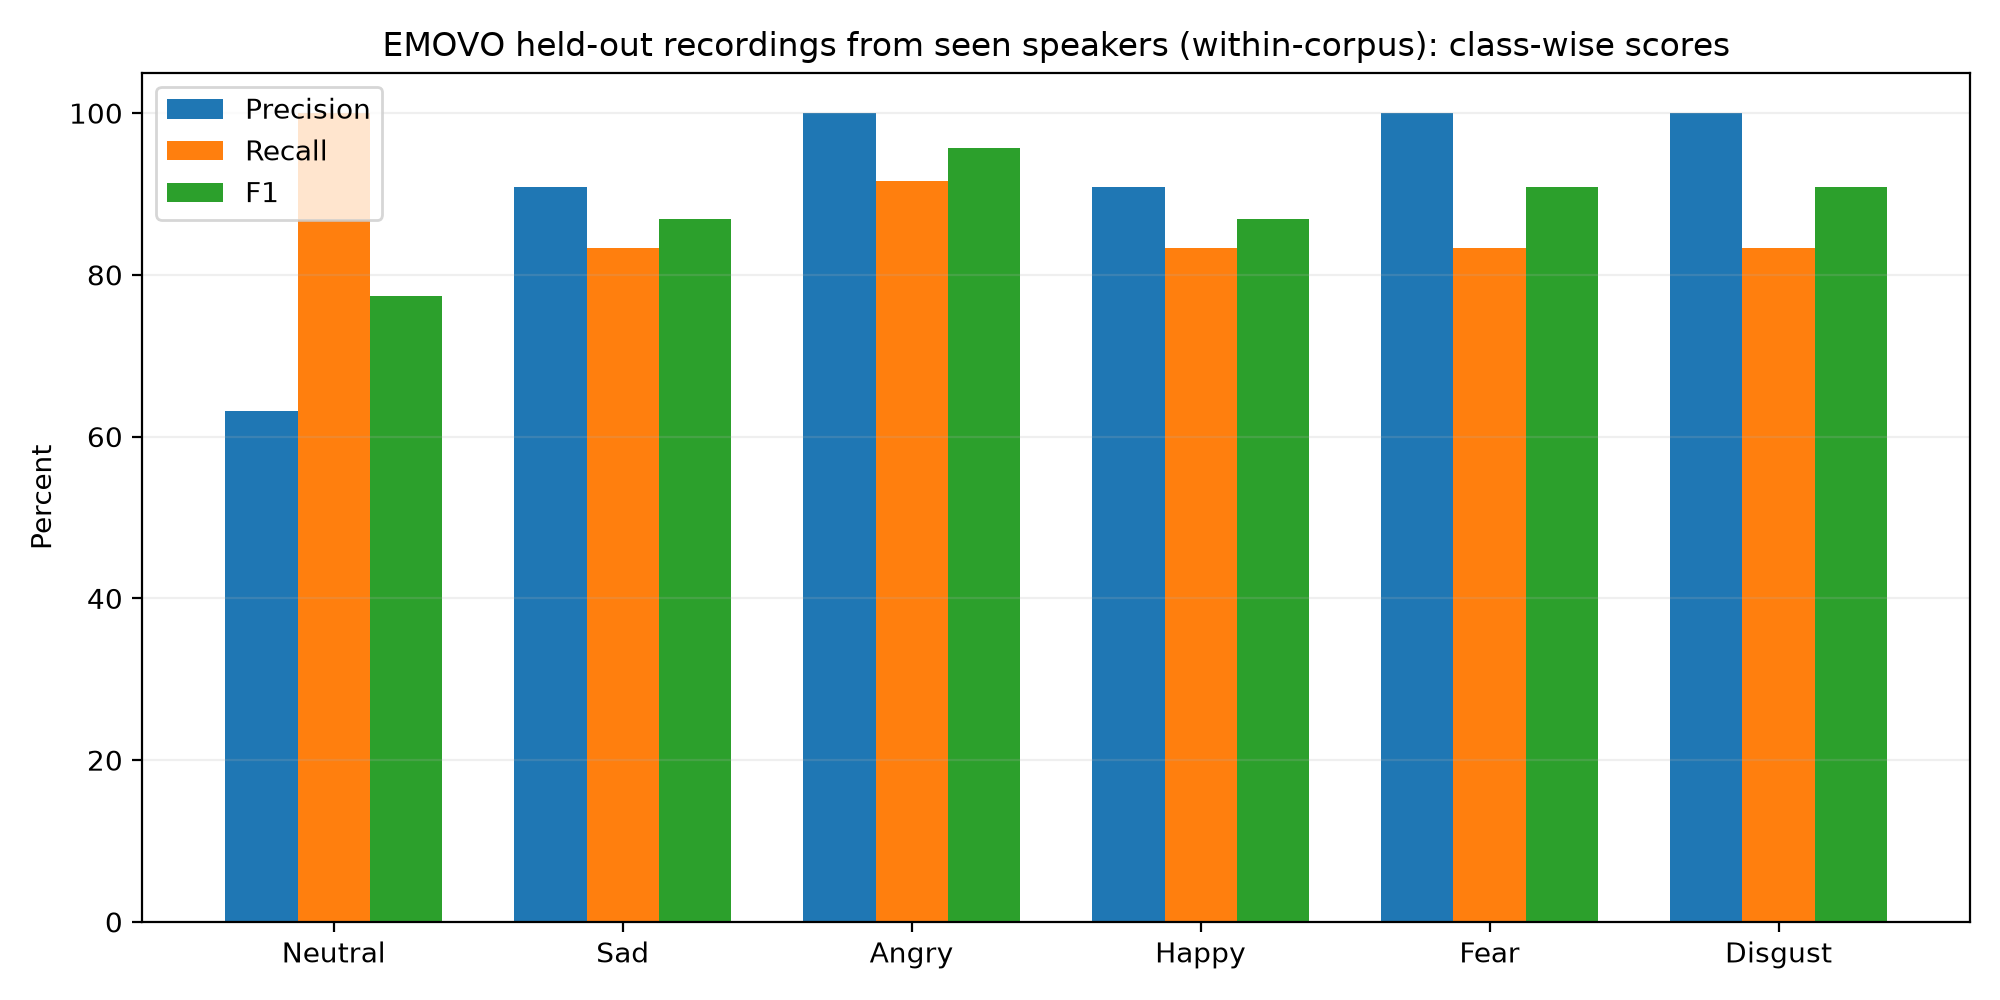 EMOVO held-out recordings from seen speakers (within-corpus): class-wise scores
Precision
Recall
F1
Percent
100
80
60
40
20
0
Neutral Sad Angry Happy Fear Disgust